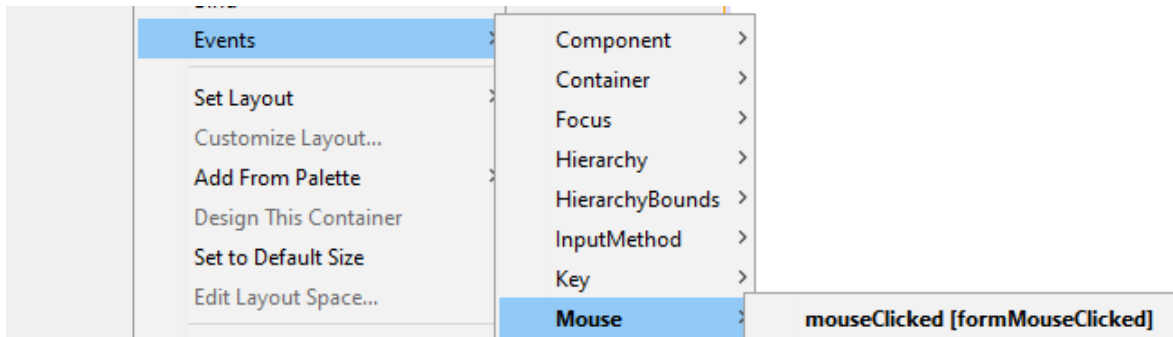 Events
Set Layout
Customize Layout...
Add From Palette
Design This Container
Set to Default Size
Edit Layout Space...
Component
Container
Focus
Hierarchy
HierarchyBounds
InputMethod
Key
Mouse
mouseClicked [formMouseClicked]